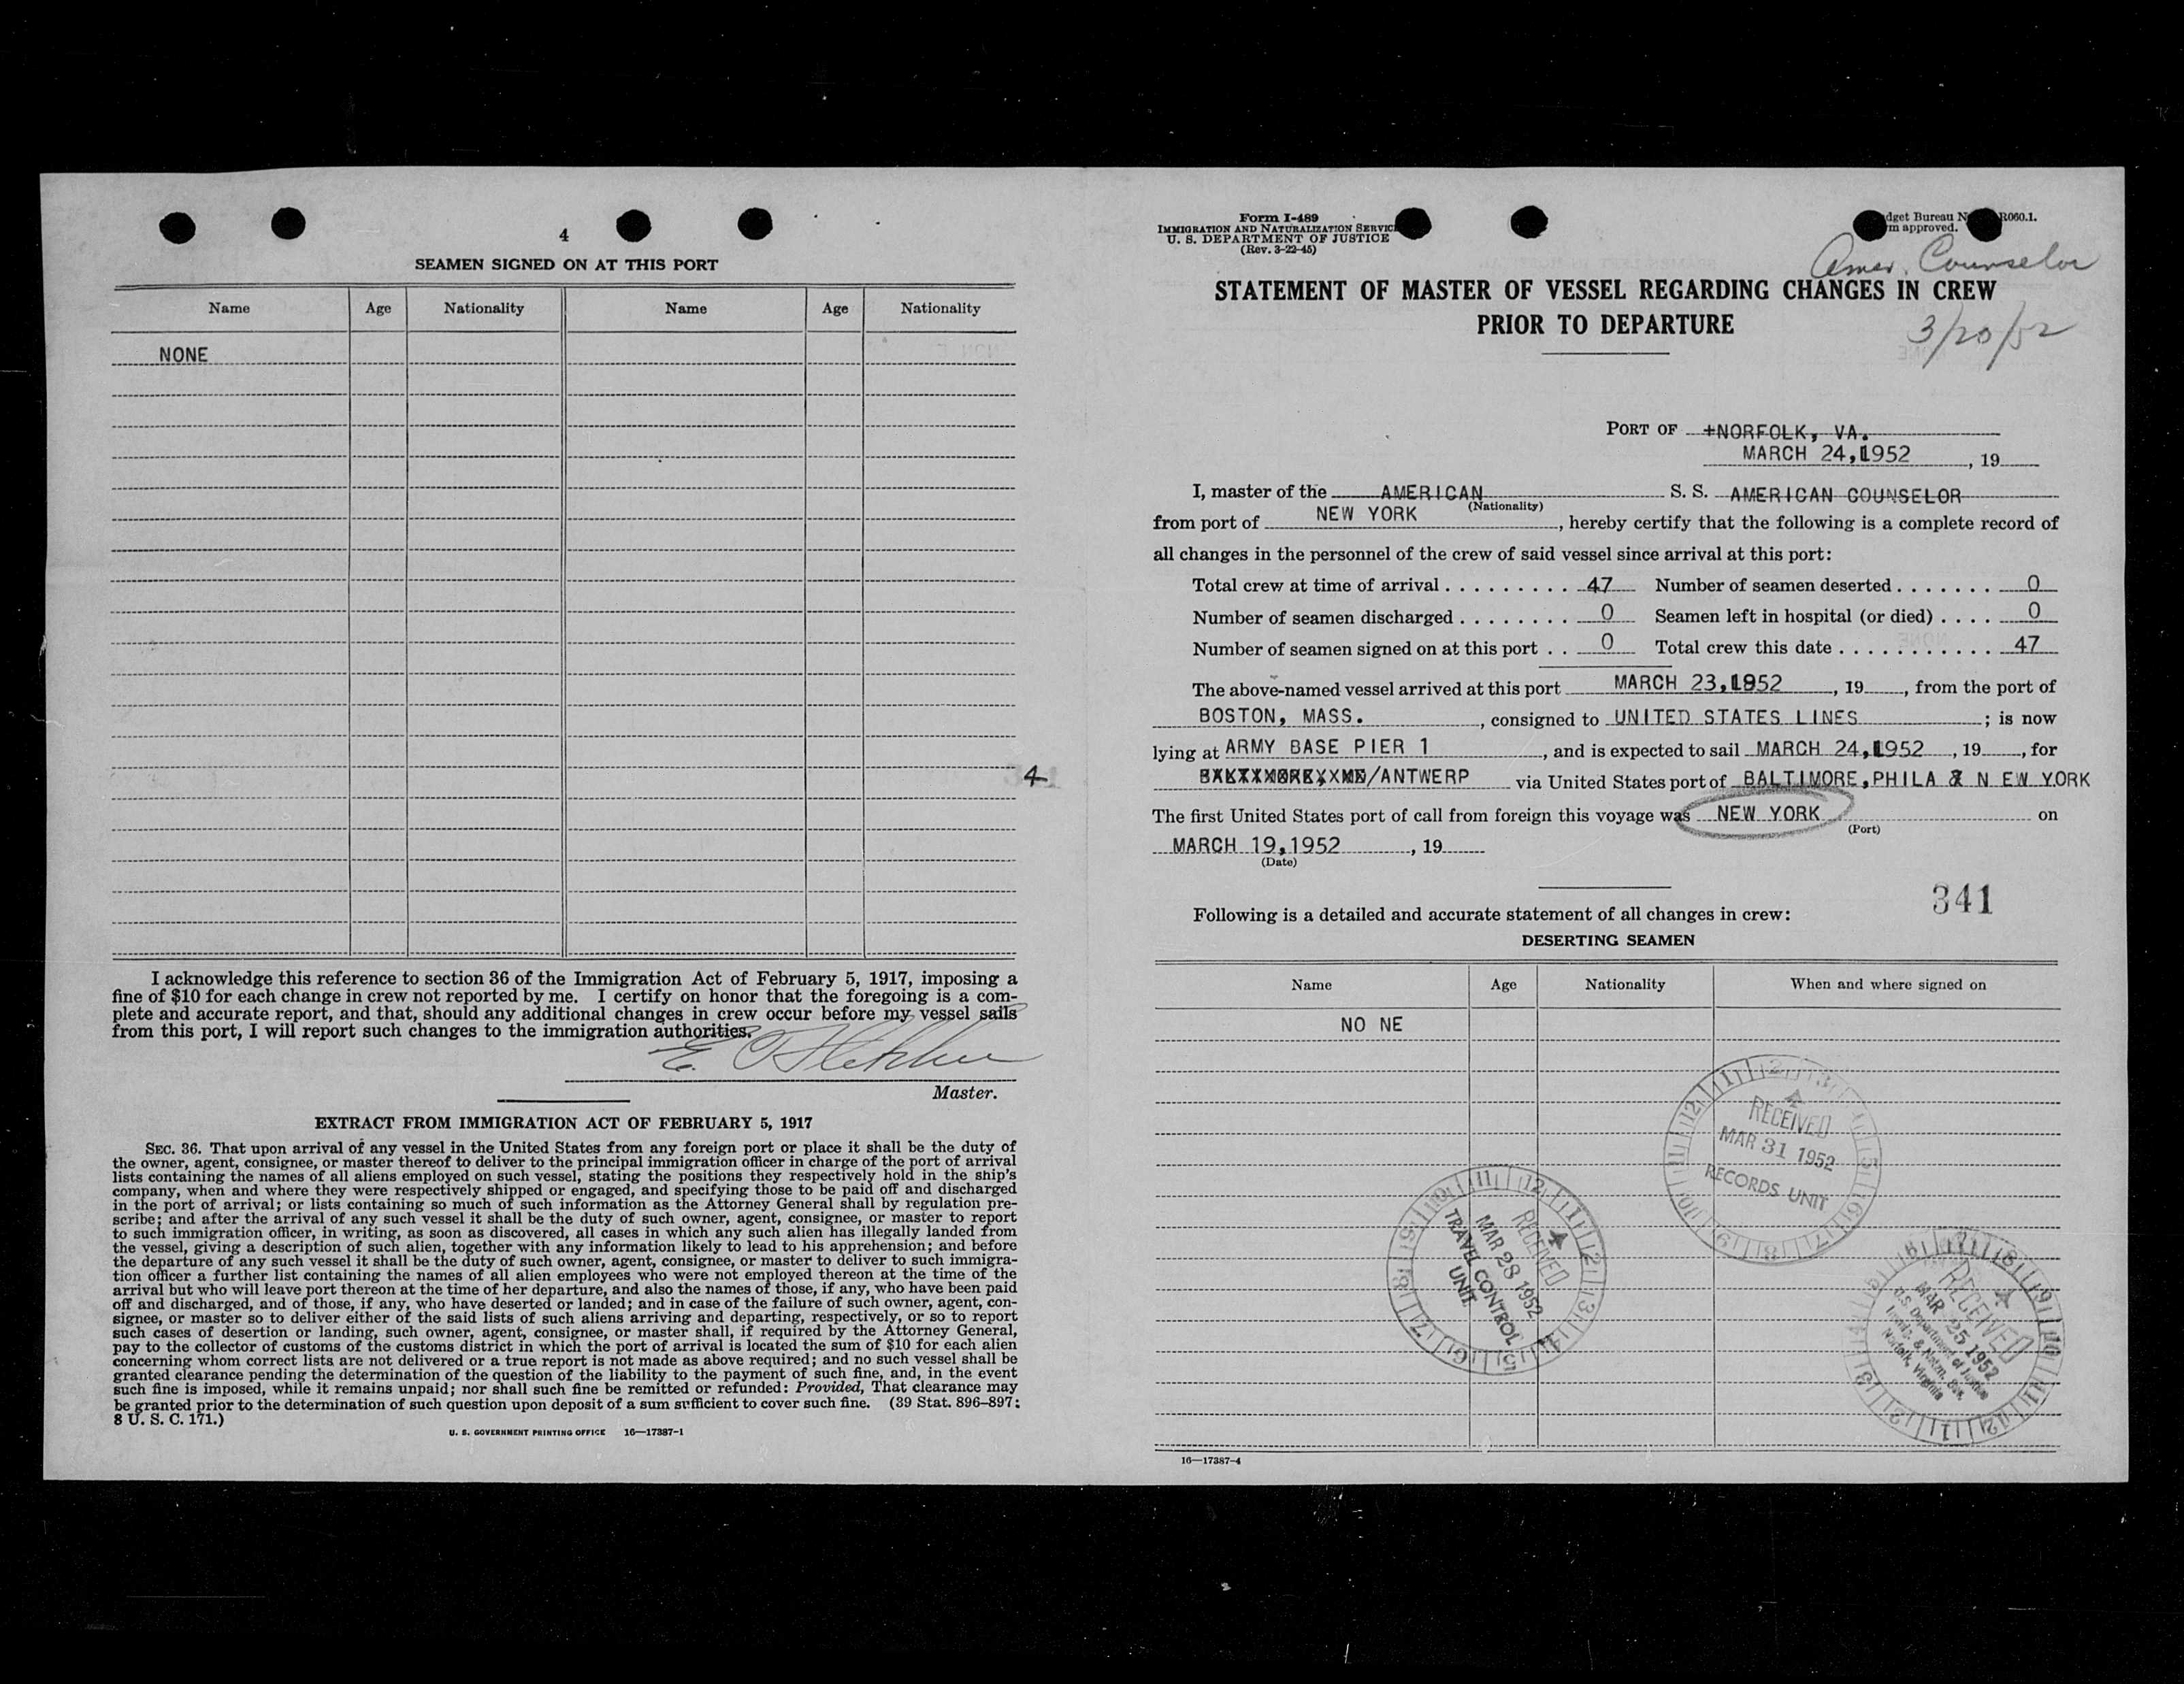 4
SEAMEN SIGNED ON AT THIS PORT
Name Age Nationality Name Age Nationality
NONE
4
I acknowledge this reference to section 36 of the Immigration Act of February 5, 1917, imposing a
fine of $10 for each change in crew not reported by me. I certify on honor that the foregoing is a com-
plete and accurate report, and that, should any additional changes in crew occur before my vessel sails
from this port, I will report such changes to the immigration authorities.
Master.
EXTRACT FROM IMMIGRATION ACT OF FEBRUARY 5, 1917
SEC. 36. That upon arrival of any vessel in the United States from any foreign port or place it shall be the duty of
the owner, agent, consignee, or master thereof to deliver to the principal immigration officer in charge of the port of arrival
lists containing the names of all aliens employed on such vessel, stating the positions they respectively hold in the ship's
company, when and where they were respectively shipped or engaged, and specifying those to be paid off and discharged
in the port of arrival; or lists containing so much of such information as the Attorney General shall by regulation pre-
scribe; and after the arrival of any such vessel it shall be the duty of such owner, agent, consignee, or master to report
to such immigration officer, in writing, as soon as discovered, all cases in which any such alien has illegally landed from
the vessel, giving a description of such alien, together with any information likely to lead to his apprehension; and before
the departure of any such vessel it shall be the duty of such owner, agent, consignee, or master to deliver to such immigra-
tion officer a further list containing the names of all alien employees who were not employed thereon at the time of the
arrival but who will leave port thereon at the time of her departure, and also the names of those, if any, who have been paid
off and discharged, and of those, if any, who have deserted or landed; and in case of the failure of such owner, agent, con-
signee, or master so to deliver either of the said lists of such aliens arriving and departing, respectively, or so to report
such cases of desertion or landing, such owner, agent, consignee, or master shall, if required by the Attorney General,
pay to the collector of customs of the customs district in which the port of arrival is located the sum of $10 for each alien
concerning whom correct lists are not delivered or a true report is not made as above required; and no such vessel shall be
granted clearance pending the determination of the question of the liability to the payment of such fine, and, in the event
such fine is imposed, while it remains unpaid; nor shall such fine be remitted or refunded: Provided, That clearance may
be granted prior to the determination of such question upon deposit of a sum sufficient to cover such fine. (39 Stat. 896–897;
8 U. S. C. 171.)
U. S. GOVERNMENT PRINTING OFFICE 16—17387-1
Form I-489
IMMIGRATION AND NATURALIZATION SERVICE
U. S. DEPARTMENT OF JUSTICE
(Rev. 3-22-45)
dget Bureau N R060.1.
m approved.
Amer. Counselor
STATEMENT OF MASTER OF VESSEL REGARDING CHANGES IN CREW
PRIOR TO DEPARTURE
3/20/52
PORT OF NORFOLK, VA.
MARCH 24,1952, 19
I, master of the AMERICAN S. S. AMERICAN COUNSELOR
(Nationality)
from port of NEW YORK, hereby certify that the following is a complete record of
all changes in the personnel of the crew of said vessel since arrival at this port:
Total crew at time of arrival . . . . . . . . . 47 Number of seamen deserted . . . . . . . 0
Number of seamen discharged . . . . . . . . 0 Seamen left in hospital (or died) . . . . 0
Number of seamen signed on at this port . . 0 Total crew this date . . . . . . . . . . . 47
The above-named vessel arrived at this port MARCH 23,1952, 19, from the port of
BOSTON, MASS., consigned to UNITED STATES LINES; is now
lying at ARMY BASE PIER 1, and is expected to sail MARCH 24,1952, 19, for
/ANTWERP via United States port of BALTIMORE,PHILA & N EW YORK
The first United States port of call from foreign this voyage was NEW YORK on
(Port)
MARCH 19,1952, 19
(Date)
341
Following is a detailed and accurate statement of all changes in crew:
DESERTING SEAMEN
Name Age Nationality When and where signed on
NO NE
RECEIVED
MAR 31 1952
RECORDS UNIT
RECEIVED
MAR 28 1952
TRAVEL CONTROL
UNIT
RECEIVED
MAR 25 1952
U.S. Department of Justice
Immig. & Natzn. Ser.
Norfolk, Virginia
16—17387-4